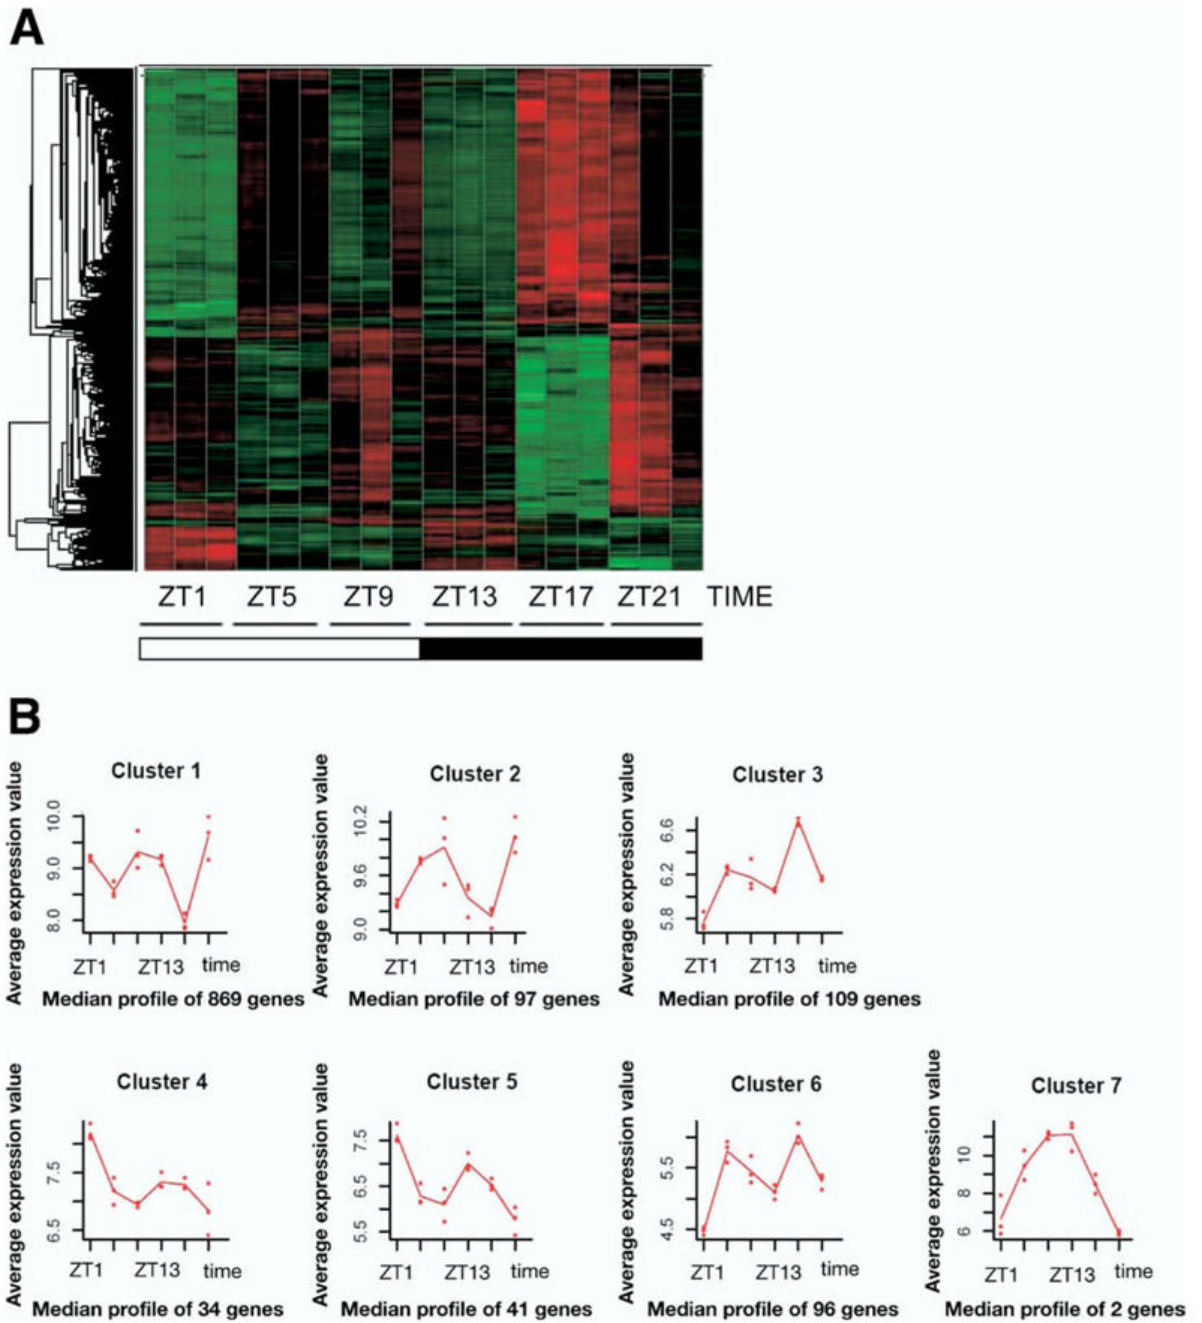 A
ZT1 ZT5 ZT9 ZT13 ZT17 ZT21 TIME
B
Cluster 1
Average expression value
10.0
9.0
8.0
ZT1 ZT13 time
Median profile of 869 genes
Cluster 2
Average expression value
10.2
9.6
9.0
ZT1 ZT13 time
Median profile of 97 genes
Cluster 3
Average expression value
6.6
6.2
5.8
ZT1 ZT13 time
Median profile of 109 genes
Cluster 4
Average expression value
7.5
6.5
ZT1 ZT13 time
Median profile of 34 genes
Cluster 5
Average expression value
7.5
6.5
5.5
ZT1 ZT13 time
Median profile of 41 genes
Cluster 6
Average expression value
5.5
4.5
ZT1 ZT13 time
Median profile of 96 genes
Cluster 7
Average expression value
10
8
6
ZT1 ZT13 time
Median profile of 2 genes